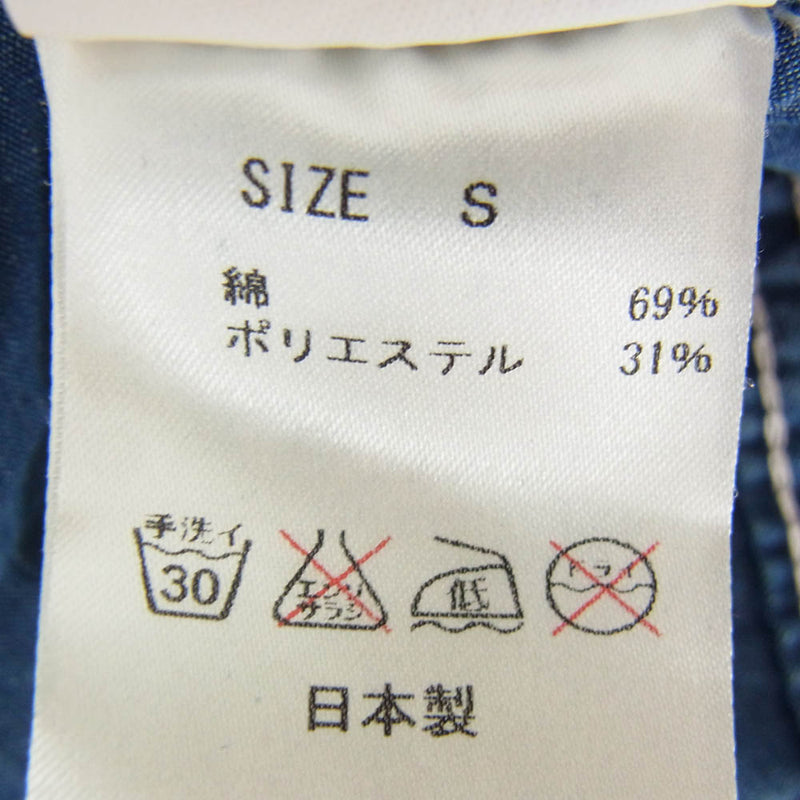 SIZE S
綿 69%
ポリエステル 31%
手洗イ
30
エンソ
サラシ
低
ドライ
日本製